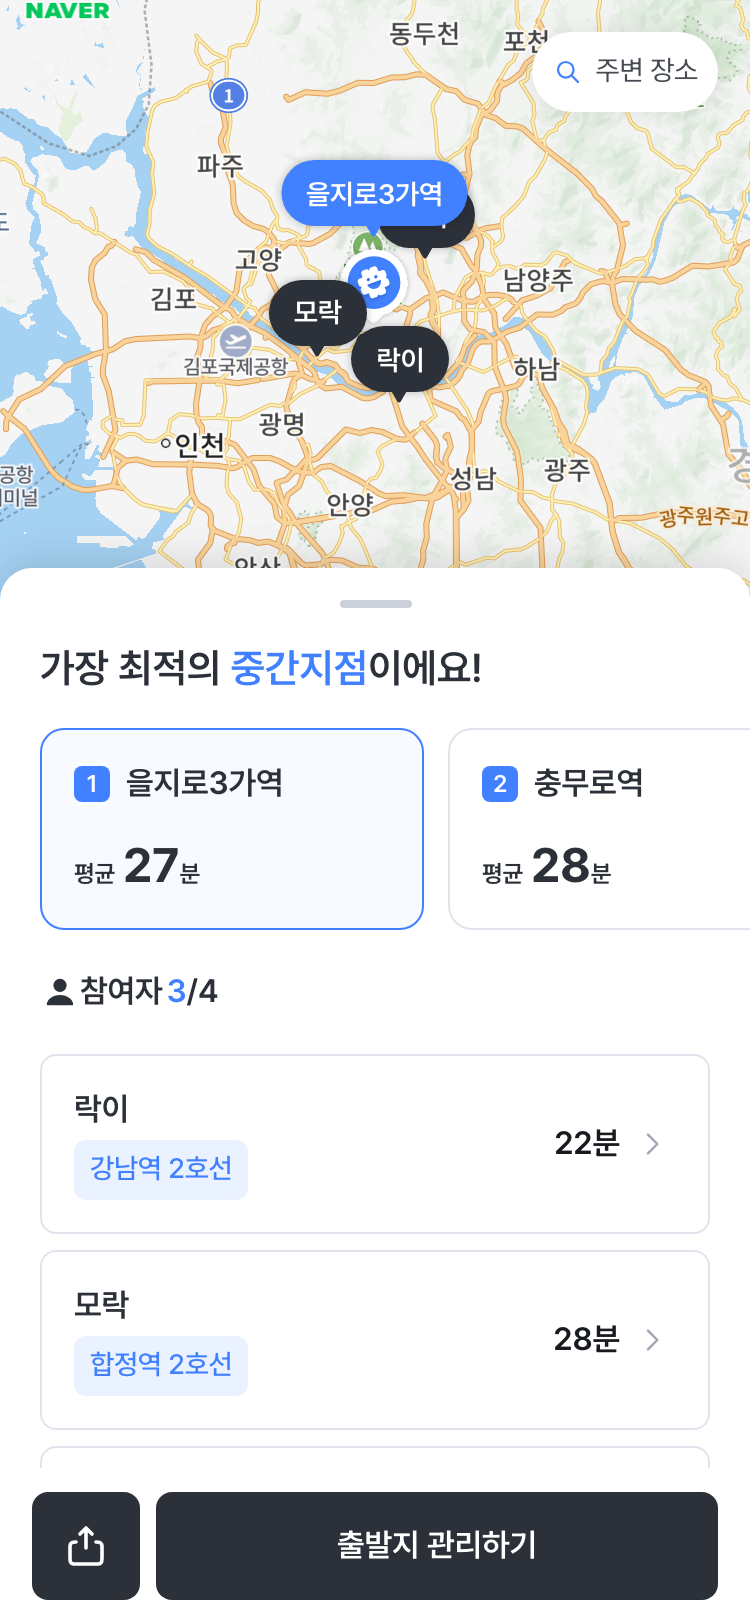 NAVER
동두천
포천
주변 장소
1
파주
을지로3가역
고양
김포
남양주
모락
김포국제공항
락이
하남
광명
인천
성남
광주
공항
안양
광주원주고
안산
가장 최적의 중간지점이에요!
1 을지로3가역
평균 27분
2 충무로역
평균 28분
참여자 3/4
락이
강남역 2호선
22분
모락
합정역 2호선
28분
출발지 관리하기